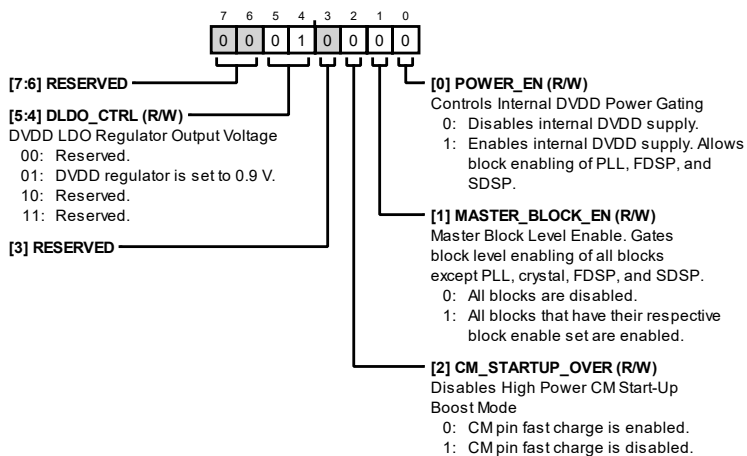 7 6 5 4 3 2 1 0
0 0 0 1 0 0 0 0
[7:6] RESERVED
[5:4] DLDO_CTRL (R/W)
DVDD LDO Regulator Output Voltage
00: Reserved.
01: DVDD regulator is set to 0.9 V.
10: Reserved.
11: Reserved.
[3] RESERVED
[0] POWER_EN (R/W)
Controls Internal DVDD Power Gating
0: Disables internal DVDD supply.
1: Enables internal DVDD supply. Allows
block enabling of PLL, FDSP, and
SDSP.
[1] MASTER_BLOCK_EN (R/W)
Master Block Level Enable. Gates
block level enabling of all blocks
except PLL, crystal, FDSP, and SDSP.
0: All blocks are disabled.
1: All blocks that have their respective
block enable set are enabled.
[2] CM_STARTUP_OVER (R/W)
Disables High Power CM Start-Up
Boost Mode
0: CM pin fast charge is enabled.
1: CM pin fast charge is disabled.